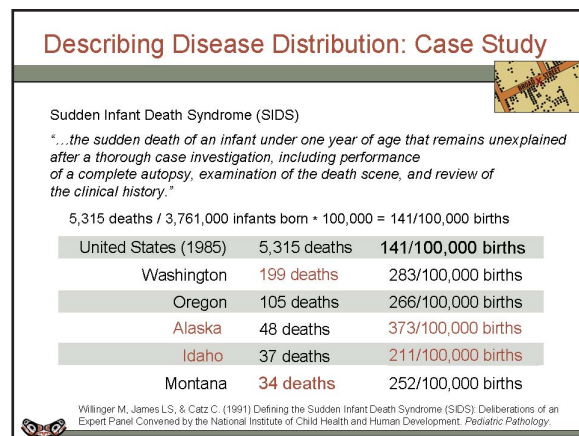 Describing Disease Distribution: Case Study
BROAD STREET
Sudden Infant Death Syndrome (SIDS)
“…the sudden death of an infant under one year of age that remains unexplained
after a thorough case investigation, including performance
of a complete autopsy, examination of the death scene, and review of
the clinical history.”
5,315 deaths / 3,761,000 infants born * 100,000 = 141/100,000 births
United States (1985) 5,315 deaths 141/100,000 births
Washington 199 deaths 283/100,000 births
Oregon 105 deaths 266/100,000 births
Alaska 48 deaths 373/100,000 births
Idaho 37 deaths 211/100,000 births
Montana 34 deaths 252/100,000 births
Willinger M, James LS, & Catz C. (1991) Defining the Sudden Infant Death Syndrome (SIDS): Deliberations of an
Expert Panel Convened by the National Institute of Child Health and Human Development. Pediatric Pathology.